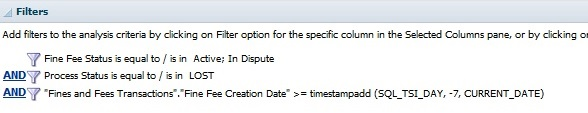 Filters
Add filters to the analysis criteria by clicking on Filter option for the specific column in the Selected Columns pane, or by clicking o
Fine Fee Status is equal to / is in Active; In Dispute
AND Process Status is equal to / is in LOST
AND "Fines and Fees Transactions"."Fine Fee Creation Date" >= timestampadd (SQL_TSI_DAY, -7, CURRENT_DATE)